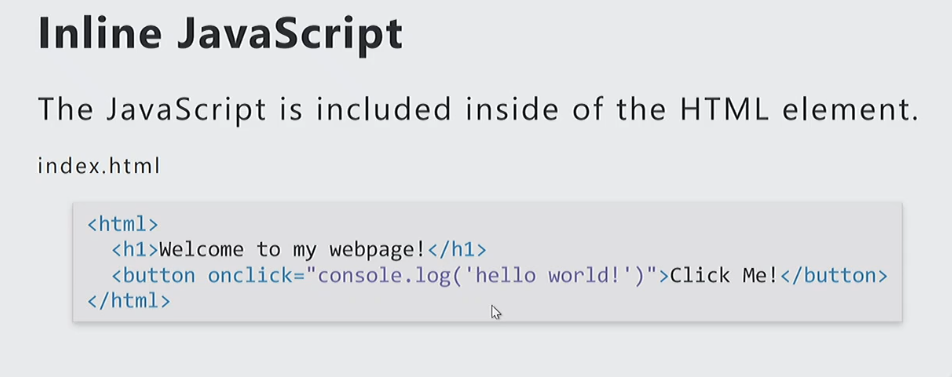 Inline JavaScript
The JavaScript is included inside of the HTML element.
index.html
<html>
<h1>Welcome to my webpage!</h1>
<button onclick="console.log('hello world!')">Click Me!</button>
</html>